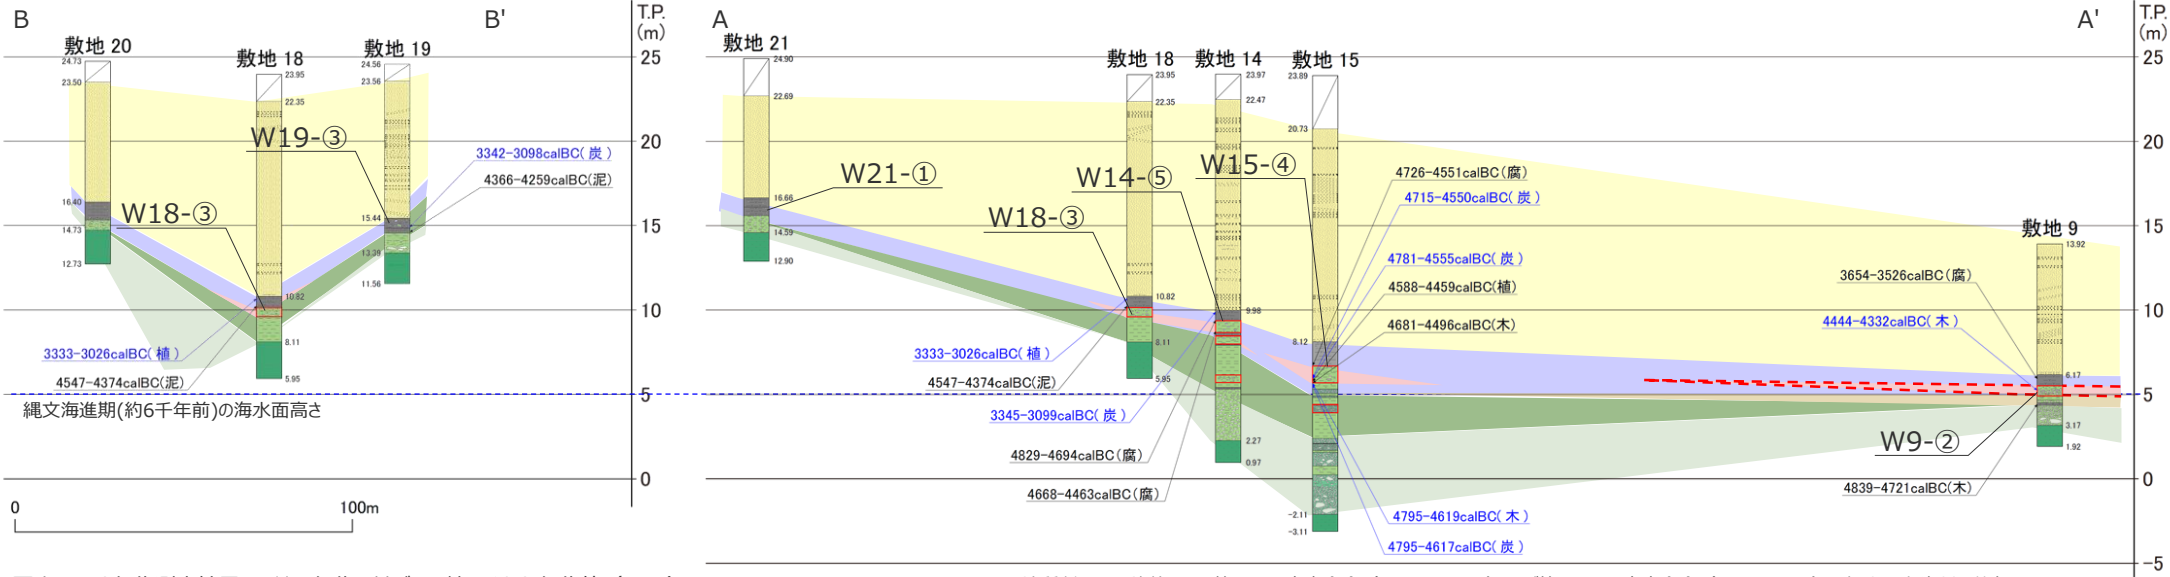 B
B'
T.P.
(m)
敷地 20
敷地 18
敷地 19
24.73
23.50
16.40
14.73
12.73
23.95
22.35
10.82
8.11
5.95
24.56
23.56
15.44
13.39
11.56
W19-③
W18-③
3342-3098calBC(炭)
4366-4259calBC(泥)
3333-3026calBC(植)
4547-4374calBC(泥)
縄文海進期(約6千年前)の海水面高さ
25
20
15
10
5
0
0
100m
A
A'
T.P.
(m)
敷地 21
敷地 18
敷地 14
敷地 15
敷地 9
24.90
22.69
16.66
14.59
12.90
23.95
22.35
10.82
8.11
5.95
23.97
22.47
9.98
2.27
0.97
23.89
20.73
8.12
-2.11
-3.11
13.92
6.17
3.17
1.92
W21-①
W18-③
W14-⑤
W15-④
W9-②
3333-3026calBC(植)
4547-4374calBC(泥)
3345-3099calBC(炭)
4829-4694calBC(腐)
4668-4463calBC(腐)
4726-4551calBC(腐)
4715-4550calBC(炭)
4781-4555calBC(炭)
4588-4459calBC(植)
4681-4496calBC(木)
4795-4619calBC(木)
4795-4617calBC(炭)
3654-3526calBC(腐)
4444-4332calBC(木)
4839-4721calBC(木)
25
20
15
10
5
0
-5